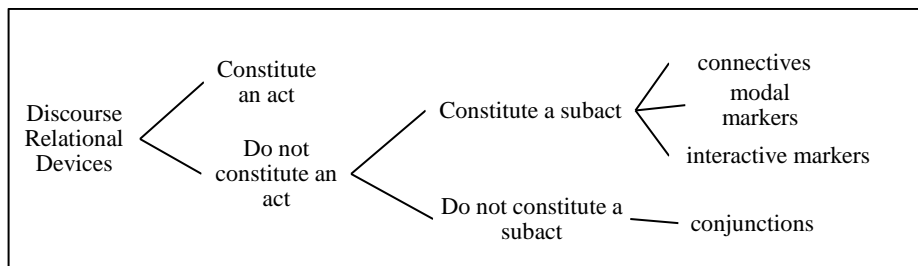 Discourse
Relational
Devices
Constitute
an act
Do not
constitute an
act
Constitute a subact
Do not constitute a
subact
connectives
modal
markers
interactive markers
conjunctions